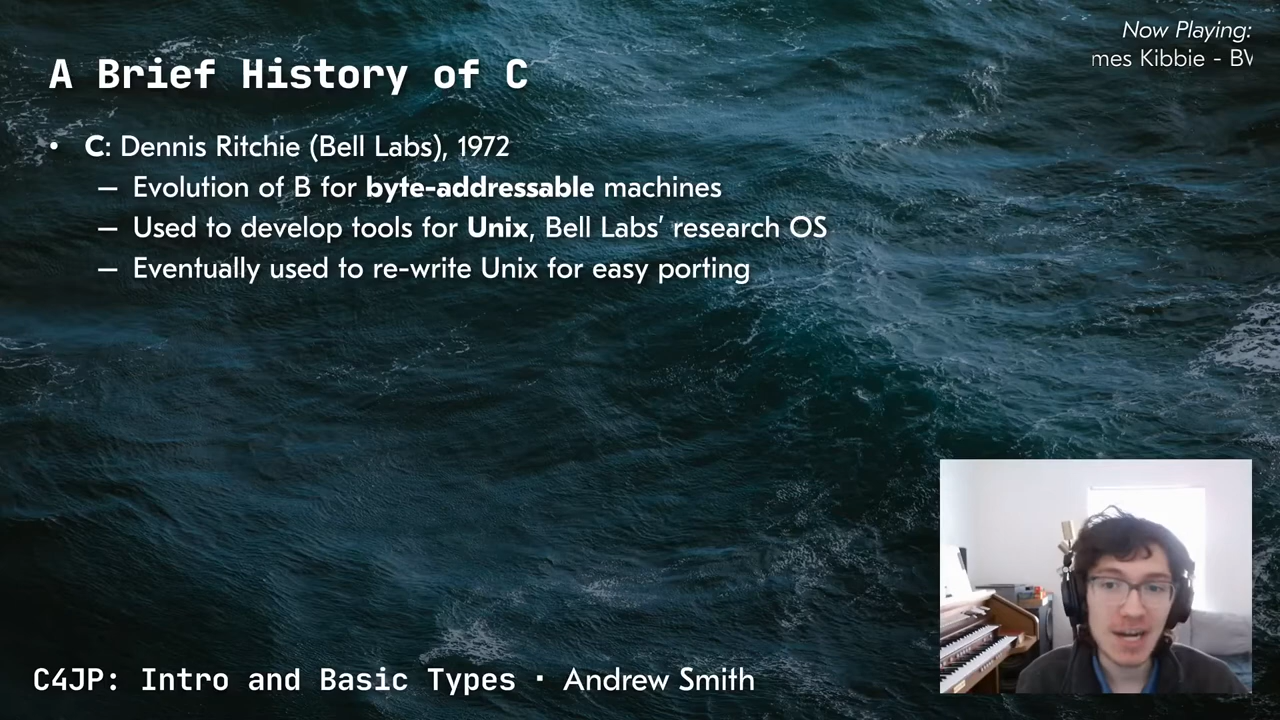 Now Playing:
mes Kibbie - BV
A Brief History of C
• C: Dennis Ritchie (Bell Labs), 1972
– Evolution of B for byte-addressable machines
– Used to develop tools for Unix, Bell Labs’ research OS
– Eventually used to re-write Unix for easy porting
C4JP: Intro and Basic Types · Andrew Smith